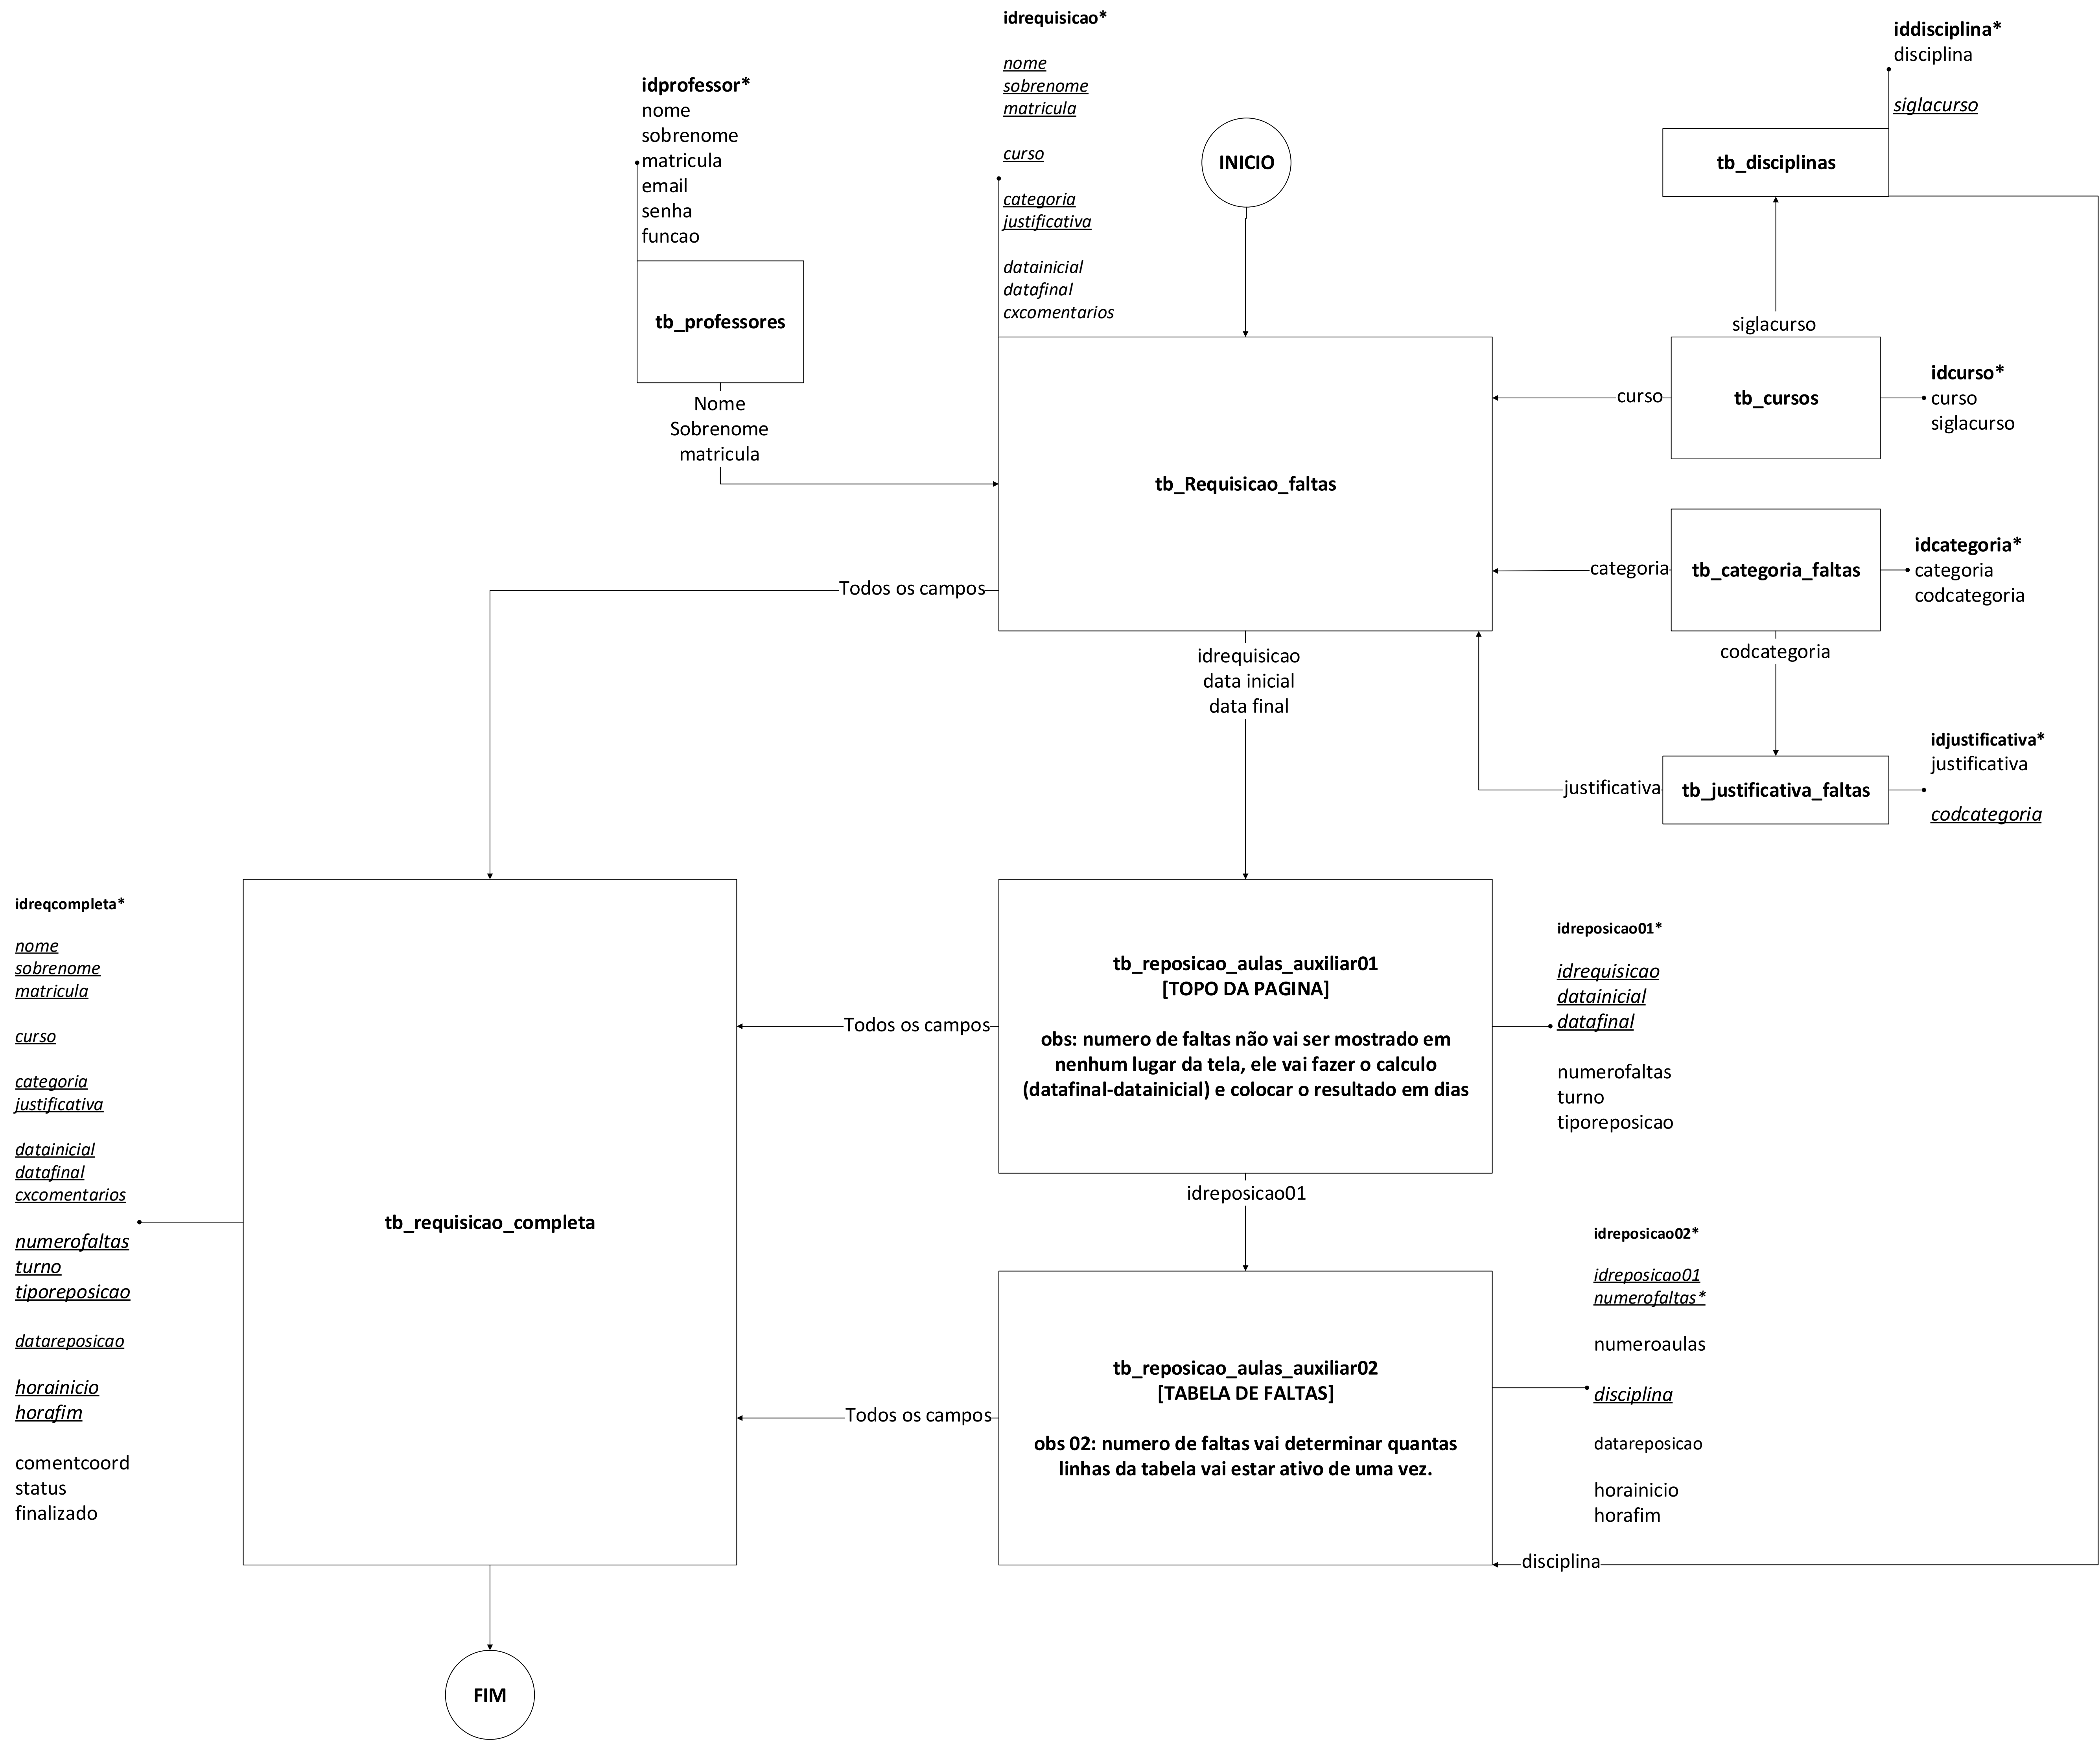 idrequisicao*
nome
sobrenome
matricula
curso
categoria
justificativa
datainicial
datafinal
cxcomentarios
idprofessor*
nome
sobrenome
matricula
email
senha
funcao
tb_professores
Nome
Sobrenome
matricula
INICIO
iddisciplina*
disciplina
siglacurso
tb_disciplinas
siglacurso
tb_cursos
idcurso*
curso
siglacurso
curso
tb_Requisicao_faltas
categoria
tb_categoria_faltas
idcategoria*
categoria
codcategoria
codcategoria
Todos os campos
idrequisicao
data inicial
data final
justificativa
tb_justificativa_faltas
idjustificativa*
justificativa
codcategoria
idreqcompleta*
nome
sobrenome
matricula
curso
categoria
justificativa
datainicial
datafinal
cxcomentarios
numerofaltas
turno
tiporeposicao
datareposicao
horainicio
horafim
comentcoord
status
finalizado
tb_requisicao_completa
Todos os campos
tb_reposicao_aulas_auxiliar01
[TOPO DA PAGINA]
obs: numero de faltas não vai ser mostrado em
nenhum lugar da tela, ele vai fazer o calculo
(datafinal-datainicial) e colocar o resultado em dias
idreposicao01*
idrequisicao
datainicial
datafinal
numerofaltas
turno
tiporeposicao
idreposicao01
Todos os campos
tb_reposicao_aulas_auxiliar02
[TABELA DE FALTAS]
obs 02: numero de faltas vai determinar quantas
linhas da tabela vai estar ativo de uma vez.
idreposicao02*
idreposicao01
numerofaltas*
numeroaulas
disciplina
datareposicao
horainicio
horafim
disciplina
FIM